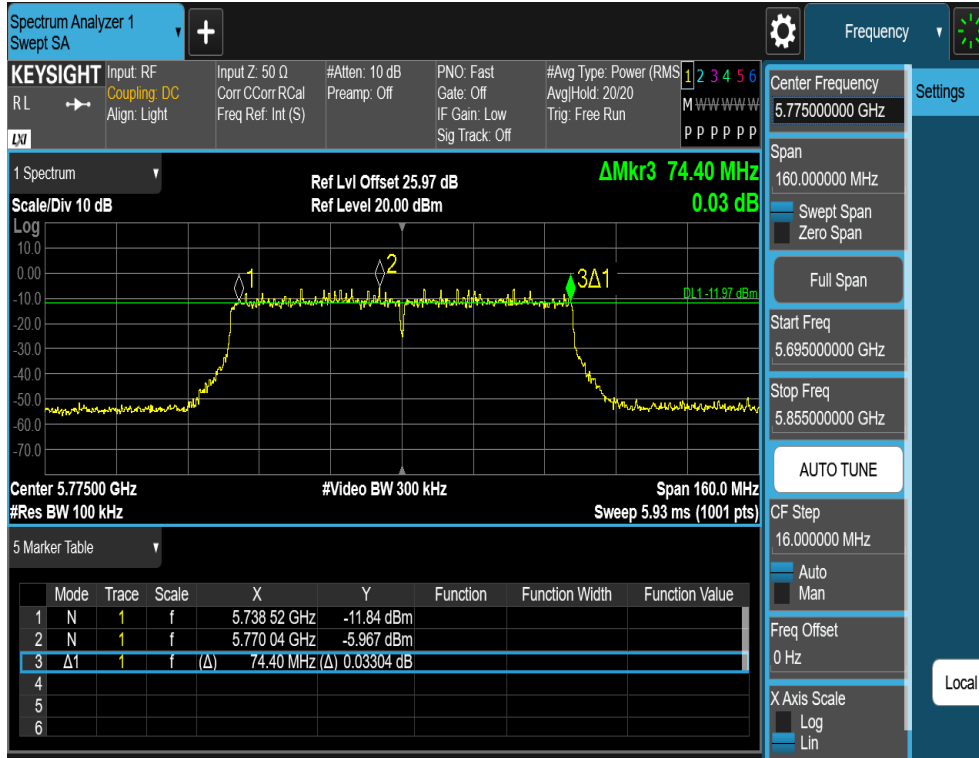 Spectrum Analyzer 1
Swept SA
Frequency
KEYSIGHT
RL
LXI
Input: RF
Coupling: DC
Align: Light
Input Z: 50 Ω
Corr CCorr RCal
Freq Ref: Int (S)
#Atten: 10 dB
Preamp: Off
PNO: Fast
Gate: Off
IF Gain: Low
Sig Track: Off
#Avg Type: Power (RMS
Avg|Hold: 20/20
Trig: Free Run
1 2 3 4 5 6
M W W W W W
P P P P P P
1 Spectrum
Scale/Div 10 dB
Ref Lvl Offset 25.97 dB
Ref Level 20.00 dBm
ΔMkr3 74.40 MHz
0.03 dB
Log
10.0
0.00
-10.0
-20.0
-30.0
-40.0
-50.0
-60.0
-70.0
1
2
3Δ1
DL1 -11.97 dBm
Center 5.77500 GHz
#Video BW 300 kHz
Span 160.0 MHz
#Res BW 100 kHz
Sweep 5.93 ms (1001 pts)
5 Marker Table
Mode Trace Scale X Y Function Function Width Function Value
1 N 1 f 5.738 52 GHz -11.84 dBm
2 N 1 f 5.770 04 GHz -5.967 dBm
3 Δ1 1 f (Δ) 74.40 MHz (Δ) 0.03304 dB
4
5
6
Center Frequency
5.775000000 GHz
Span
160.000000 MHz
Swept Span
Zero Span
Full Span
Start Freq
5.695000000 GHz
Stop Freq
5.855000000 GHz
AUTO TUNE
CF Step
16.000000 MHz
Auto
Man
Freq Offset
0 Hz
X Axis Scale
Log
Lin
Settings
Local